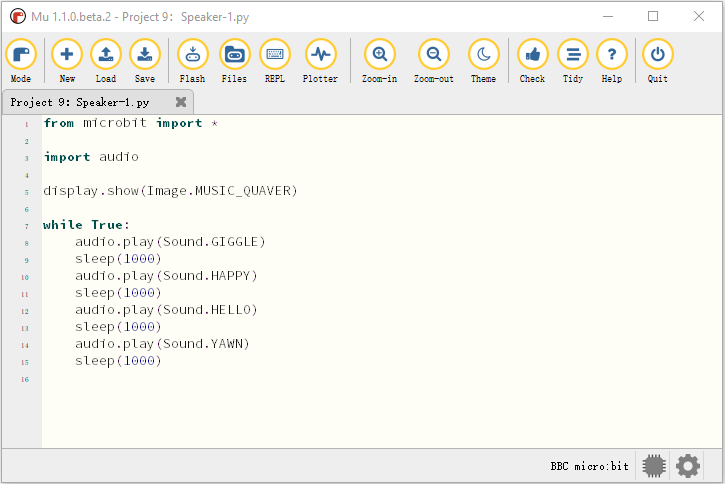 Mu 1.1.0.beta.2 - Project 9: Speaker-1.py
Mode New Load Save Flash Files REPL Plotter Zoom-in Zoom-out Theme Check Tidy Help Quit
Project 9: Speaker-1.py
1 from microbit import *
2
3 import audio
4
5 display.show(Image.MUSIC_QUAVER)
6
7 while True:
8 audio.play(Sound.GIGGLE)
9 sleep(1000)
10 audio.play(Sound.HAPPY)
11 sleep(1000)
12 audio.play(Sound.HELLO)
13 sleep(1000)
14 audio.play(Sound.YAWN)
15 sleep(1000)
16
BBC micro:bit